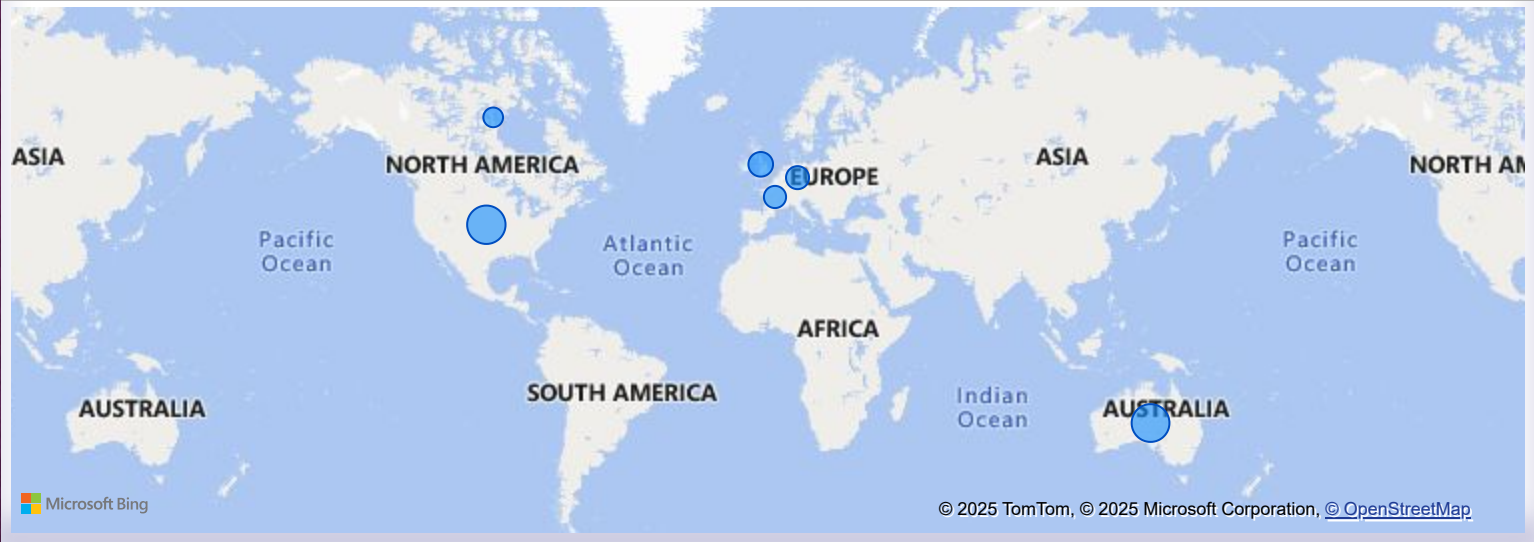 ASIA
NORTH AMERICA
EUROPE
ASIA
NORTH AM
Pacific
Ocean
Atlantic
Ocean
Pacific
Ocean
AFRICA
SOUTH AMERICA
Indian
Ocean
AUSTRALIA
AUSTRALIA
Microsoft Bing
© 2025 TomTom, © 2025 Microsoft Corporation, © OpenStreetMap